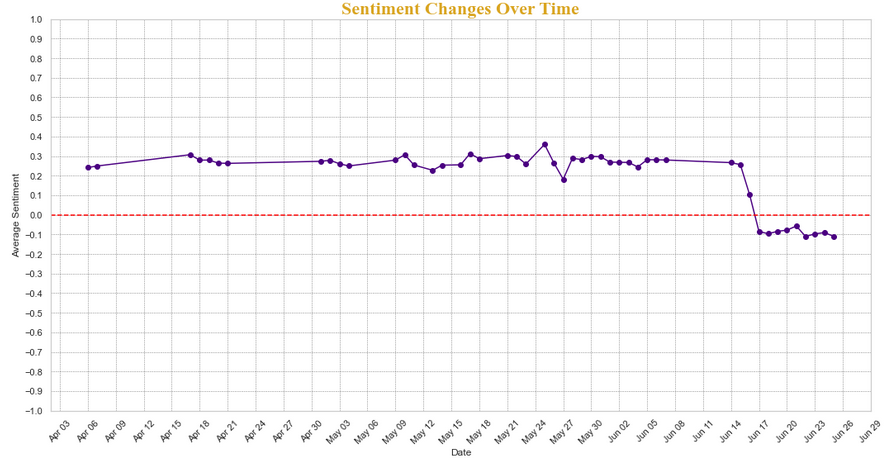 Sentiment Changes Over Time
1.0
0.9
0.8
0.7
0.6
0.5
0.4
0.3
0.2
0.1
0.0
−0.1
−0.2
−0.3
−0.4
−0.5
−0.6
−0.7
−0.8
−0.9
−1.0
Average Sentiment
Apr 03
Apr 06
Apr 09
Apr 12
Apr 15
Apr 18
Apr 21
Apr 24
Apr 30
May 03
May 06
May 09
May 12
May 15
May 18
May 21
May 24
May 27
May 30
Jun 02
Jun 05
Jun 08
Jun 11
Jun 14
Jun 17
Jun 20
Jun 23
Jun 26
Jun 29
Date